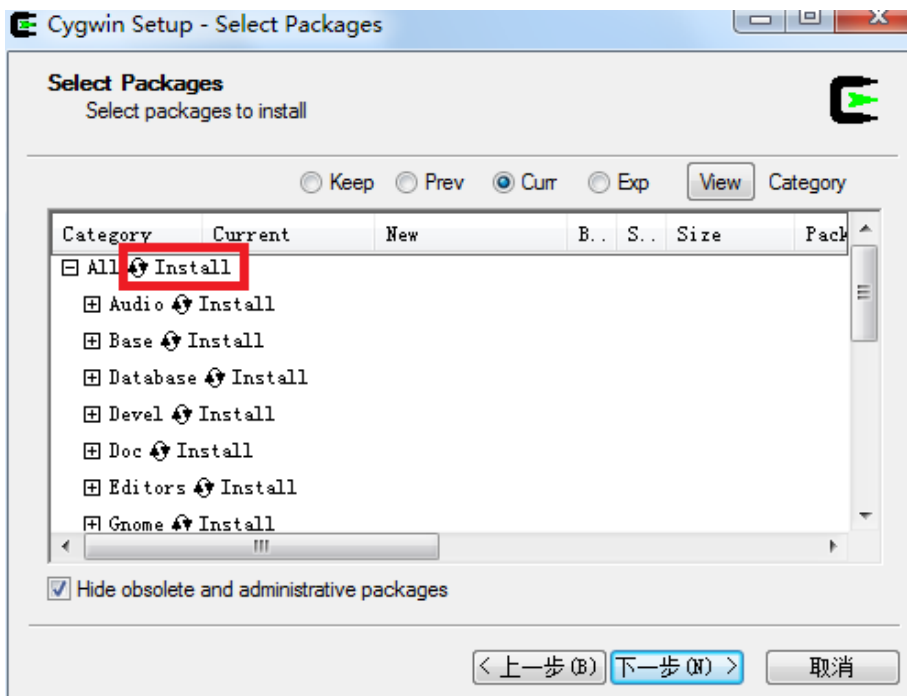 Cygwin Setup - Select Packages
Select Packages
Select packages to install
Keep Prev Curr Exp View Category
Category Current New B.. S.. Size Pack
All Install
Audio Install
Base Install
Database Install
Devel Install
Doc Install
Editors Install
Gnome Install
Hide obsolete and administrative packages
< 上一步(B) 下一步(N) > 取消